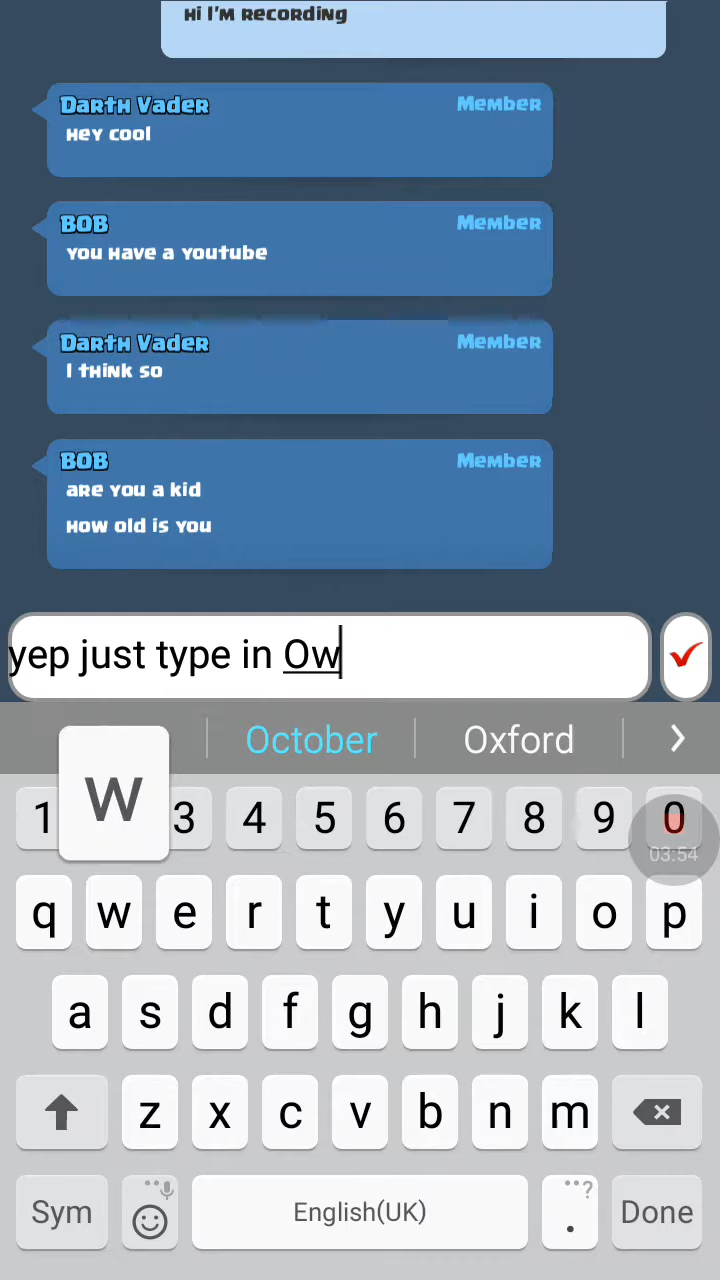 Hi I'm recording
Darth Vader Member
Hey cool
BOB Member
you have a youtube
Darth Vader Member
I think so
BOB Member
are you a kid
How old is you
yep just type in Ow
October Oxford
W
1 3 4 5 6 7 8 9 0
03:54
q w e r t y u i o p
a s d f g h j k l
z x c v b n m
Sym English(UK) . ? Done